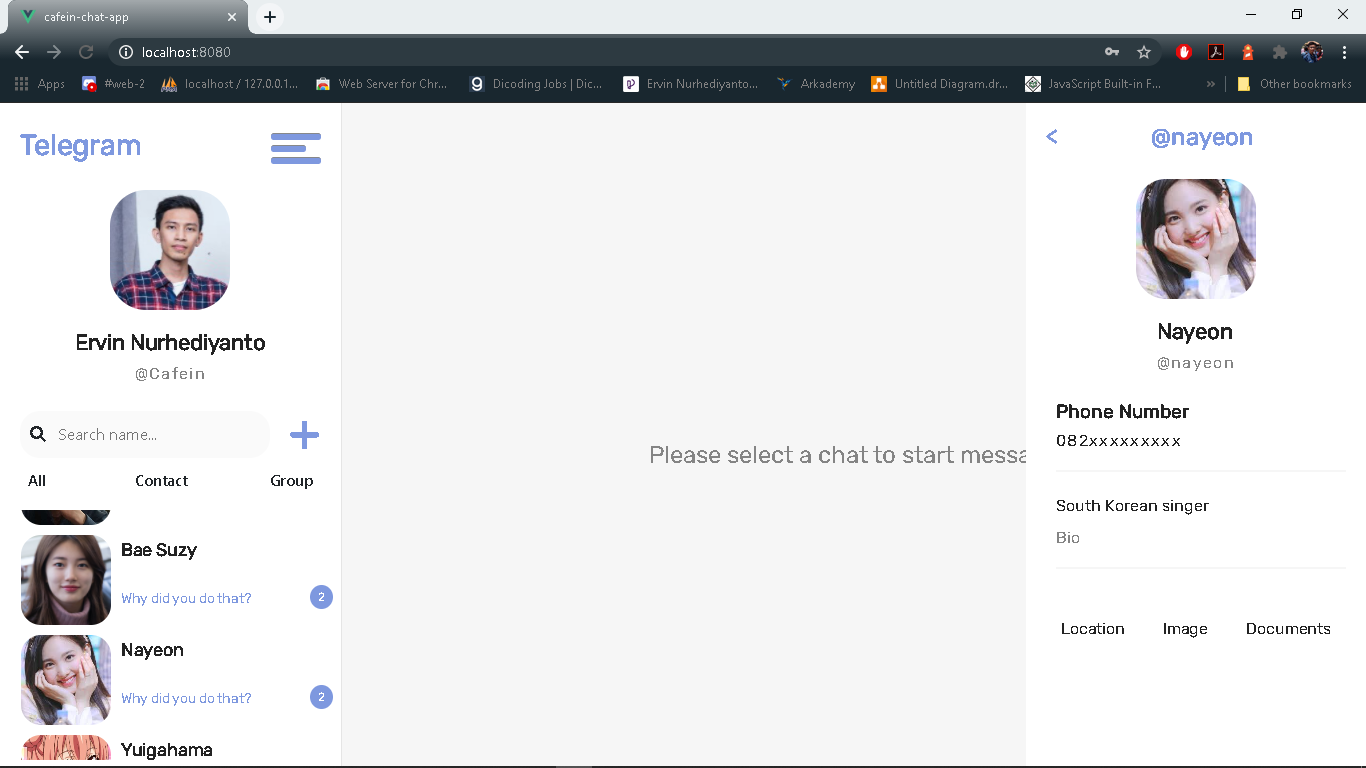 cafein-chat-app
localhost:8080
Apps
#web-2
localhost / 127.0.0.1...
Web Server for Chr...
Dicoding Jobs | Dic...
Ervin Nurhediyanto...
Arkademy
Untitled Diagram.dr...
JavaScript Built-in F...
»
Other bookmarks
Telegram
Ervin Nurhediyanto
@Cafein
Search name...
All
Contact
Group
Bae Suzy
Why did you do that?
2
Nayeon
Why did you do that?
2
Yuigahama
Please select a chat to start messa
<
@nayeon
Nayeon
@nayeon
Phone Number
082xxxxxxxxx
South Korean singer
Bio
Location
Image
Documents